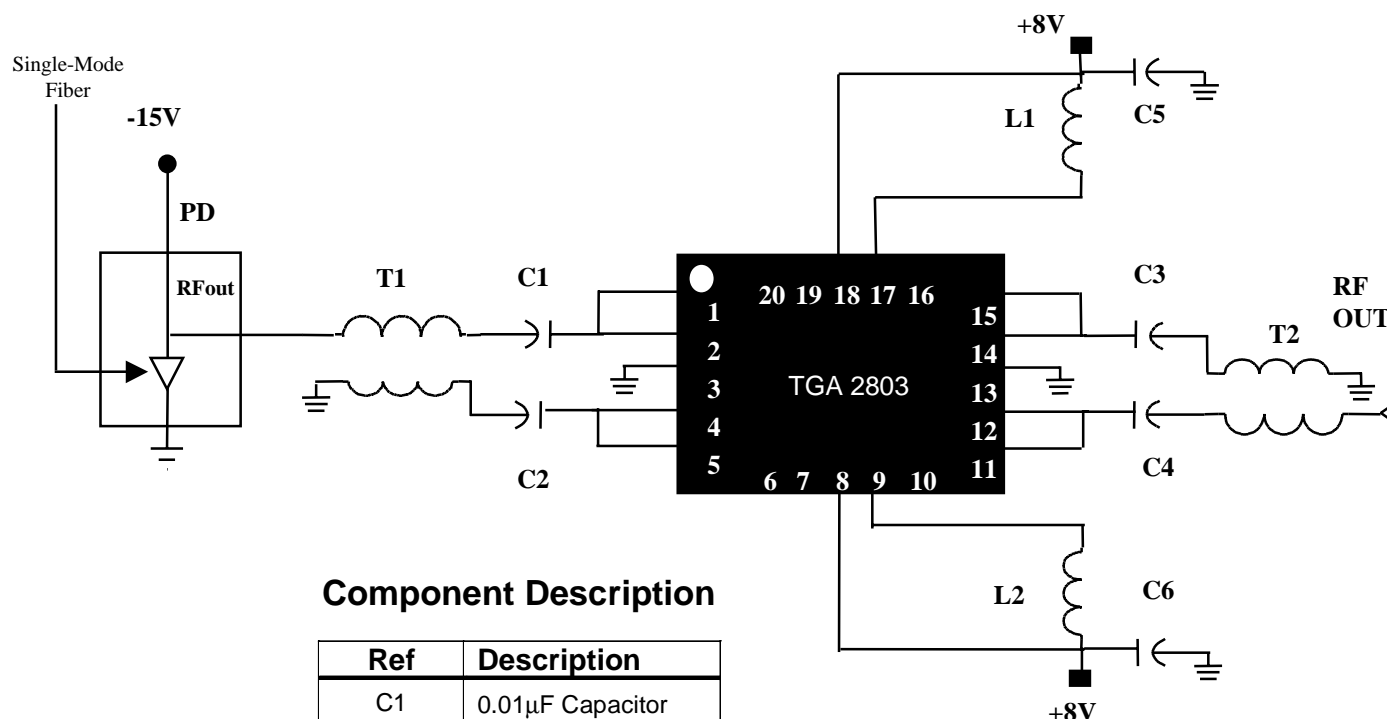 +8V
Single-Mode
Fiber
-15V
L1
C5
PD
RFout
T1
C1
C3
RF
OUT
T2
20 19 18 17 16
1
2
3
4
5
15
14
13
12
11
TGA 2803
6 7 8 9 10
C2
C4
L2
C6
+8V
Component Description
Ref Description
C1 0.01µF Capacitor